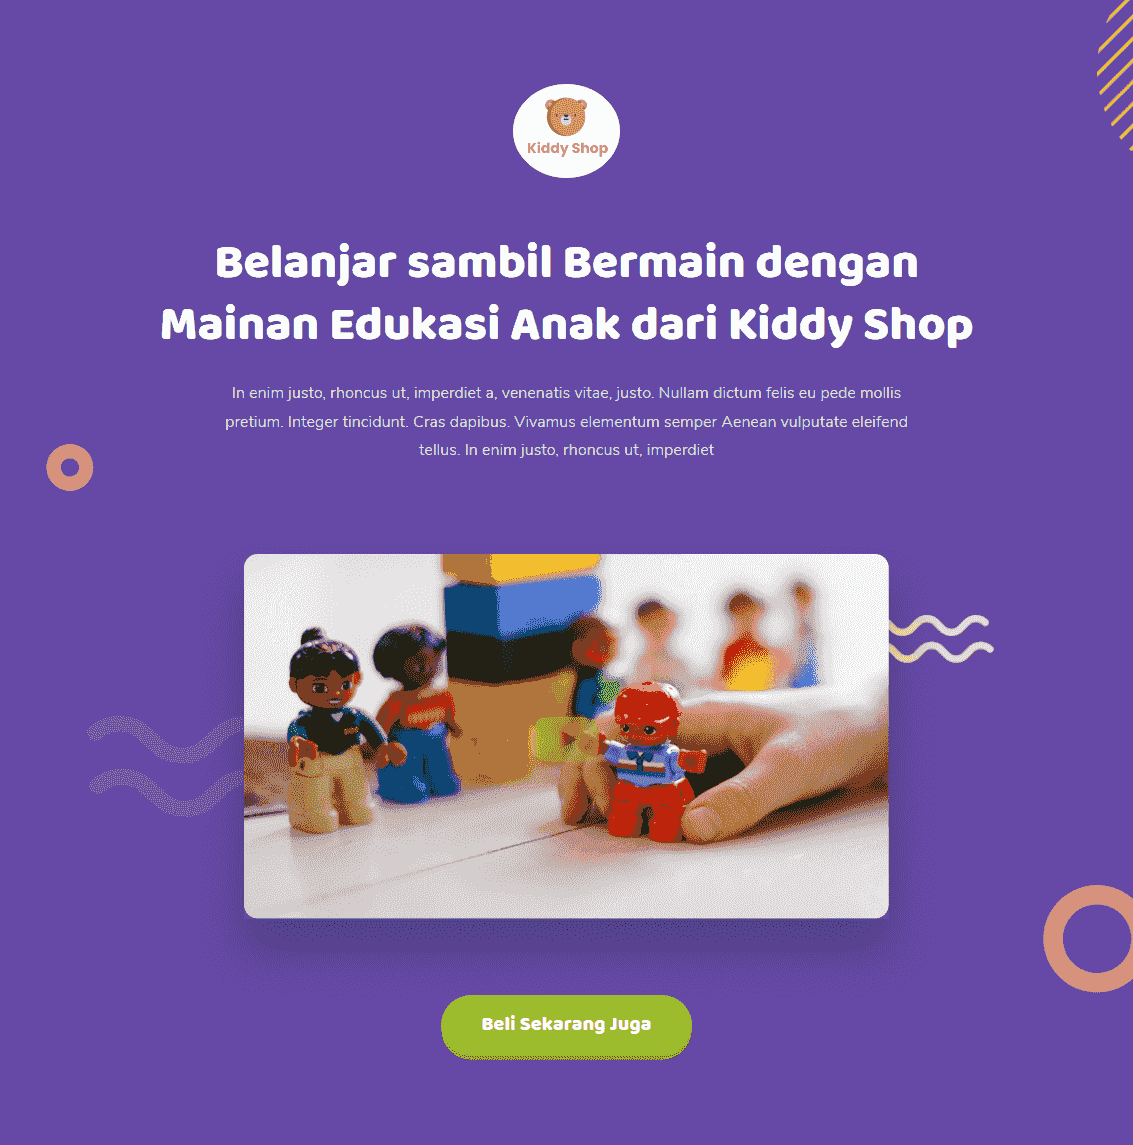 Kiddy Shop
Belanjar sambil Bermain dengan
Mainan Edukasi Anak dari Kiddy Shop
In enim justo, rhoncus ut, imperdiet a, venenatis vitae, justo. Nullam dictum felis eu pede mollis
pretium. Integer tincidunt. Cras dapibus. Vivamus elementum semper Aenean vulputate eleifend
tellus. In enim justo, rhoncus ut, imperdiet
Beli Sekarang Juga